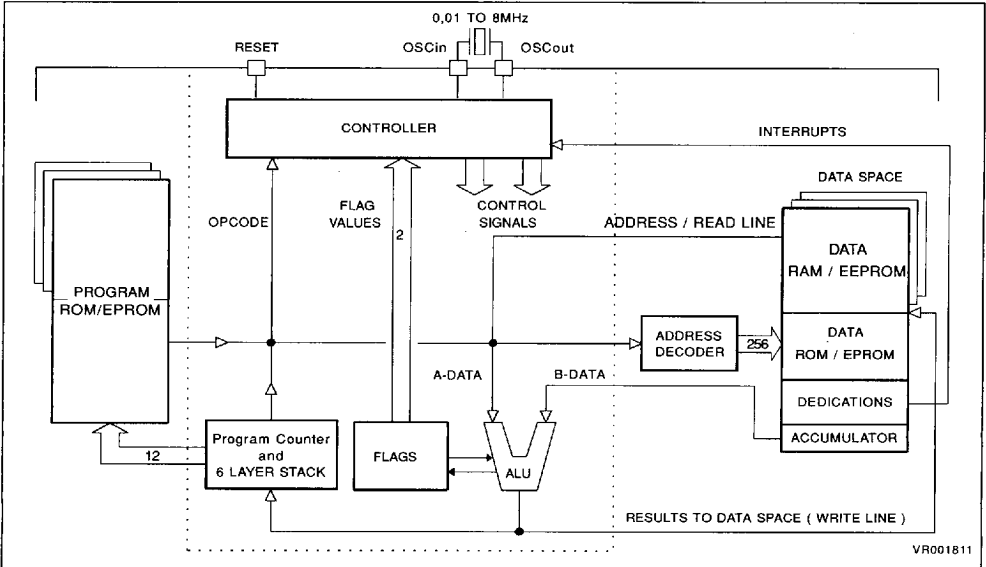 0,01 TO 8MHz
RESET
OSCin
OSCout
CONTROLLER
INTERRUPTS
OPCODE
FLAG
VALUES
2
CONTROL
SIGNALS
DATA SPACE
ADDRESS / READ LINE
PROGRAM
ROM/EPROM
DATA
RAM / EEPROM
ADDRESS
DECODER
256
DATA
ROM / EPROM
A-DATA
B-DATA
DEDICATIONS
ACCUMULATOR
12
Program Counter
and
6 LAYER STACK
FLAGS
ALU
RESULTS TO DATA SPACE ( WRITE LINE )
VR001811